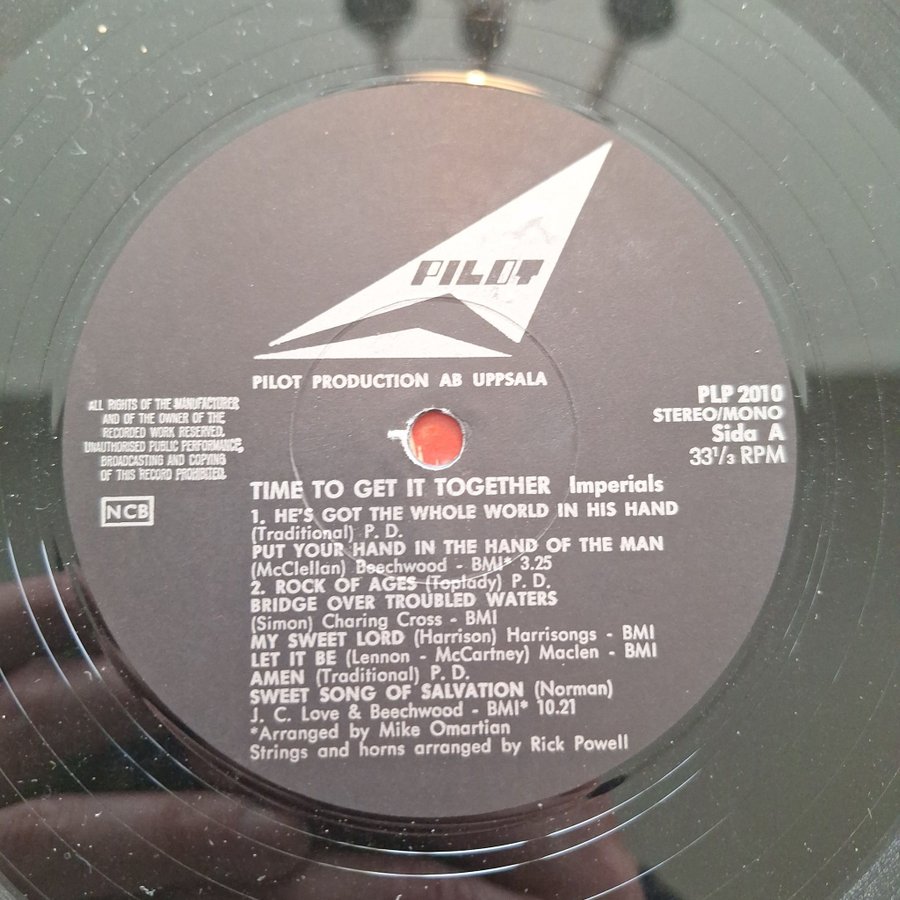 PILOT
PILOT PRODUCTION AB UPPSALA
ALL RIGHTS OF THE MANUFACTURER
AND OF THE OWNER OF THE
RECORDED WORK RESERVED.
UNAUTHORISED PUBLIC PERFORMANCE,
BROADCASTING AND COPYING
OF THIS RECORD PROHIBITED.
NCB
PLP 2010
STEREO/MONO
Sida A
33 1/3 RPM
TIME TO GET IT TOGETHER Imperials
1. HE'S GOT THE WHOLE WORLD IN HIS HAND
(Traditional) P. D.
PUT YOUR HAND IN THE HAND OF THE MAN
(McClellan) Beechwood - BMI* 3.25
2. ROCK OF AGES (Toplady) P. D.
BRIDGE OVER TROUBLED WATERS
(Simon) Charing Cross - BMI
MY SWEET LORD (Harrison) Harrisongs - BMI
LET IT BE (Lennon - McCartney) Maclen - BMI
AMEN (Traditional) P. D.
SWEET SONG OF SALVATION (Norman)
J. C. Love & Beechwood - BMI* 10.21
*Arranged by Mike Omartian
Strings and horns arranged by Rick Powell